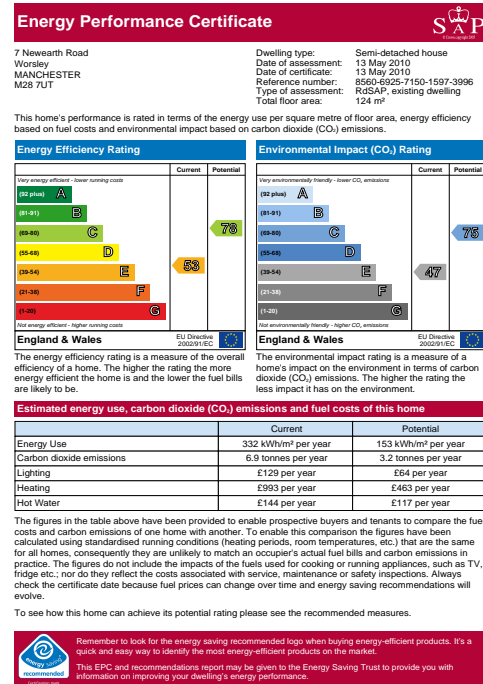 Energy Performance Certificate
SAP
7 Newearth Road
Worsley
MANCHESTER
M28 7UT
Dwelling type: Semi-detached house
Date of assessment: 13 May 2010
Date of certificate: 13 May 2010
Reference number: 8560-6925-7150-1597-3996
Type of assessment: RdSAP, existing dwelling
Total floor area: 124 m²
This home's performance is rated in terms of the energy use per square metre of floor area, energy efficiency
based on fuel costs and environmental impact based on carbon dioxide (CO₂) emissions.
Energy Efficiency Rating
Current Potential
Very energy efficient - lower running costs
(92 plus) A
(81-91) B
(69-80) C
(55-68) D
(39-54) E
(21-38) F
(1-20) G
78
53
Not energy efficient - higher running costs
England & Wales
EU Directive
2002/91/EC
Environmental Impact (CO₂) Rating
Current Potential
Very environmentally friendly - lower CO₂ emissions
(92 plus) A
(81-91) B
(69-80) C
(55-68) D
(39-54) E
(21-38) F
(1-20) G
75
47
Not environmentally friendly - higher CO₂ emissions
England & Wales
EU Directive
2002/91/EC
The energy efficiency rating is a measure of the overall
efficiency of a home. The higher the rating the more
energy efficient the home is and the lower the fuel bills
are likely to be.
The environmental impact rating is a measure of a
home's impact on the environment in terms of carbon
dioxide (CO₂) emissions. The higher the rating the
less impact it has on the environment.
Estimated energy use, carbon dioxide (CO₂) emissions and fuel costs of this home
Current Potential
Energy Use 332 kWh/m² per year 153 kWh/m² per year
Carbon dioxide emissions 6.9 tonnes per year 3.2 tonnes per year
Lighting £129 per year £64 per year
Heating £993 per year £463 per year
Hot Water £144 per year £117 per year
The figures in the table above have been provided to enable prospective buyers and tenants to compare the fue
costs and carbon emissions of one home with another. To enable this comparison the figures have been
calculated using standardised running conditions (heating periods, room temperatures, etc.) that are the same
for all homes, consequently they are unlikely to match an occupier's actual fuel bills and carbon emissions in
practice. The figures do not include the impacts of the fuels used for cooking or running appliances, such as TV,
fridge etc.; nor do they reflect the costs associated with service, maintenance or safety inspections. Always
check the certificate date because fuel prices can change over time and energy saving recommendations will
evolve.
To see how this home can achieve its potential rating please see the recommended measures.
energy saving
recommended
Remember to look for the energy saving recommended logo when buying energy-efficient products. It's a
quick and easy way to identify the most energy-efficient products on the market.
This EPC and recommendations report may be given to the Energy Saving Trust to provide you with
information on improving your dwelling's energy performance.